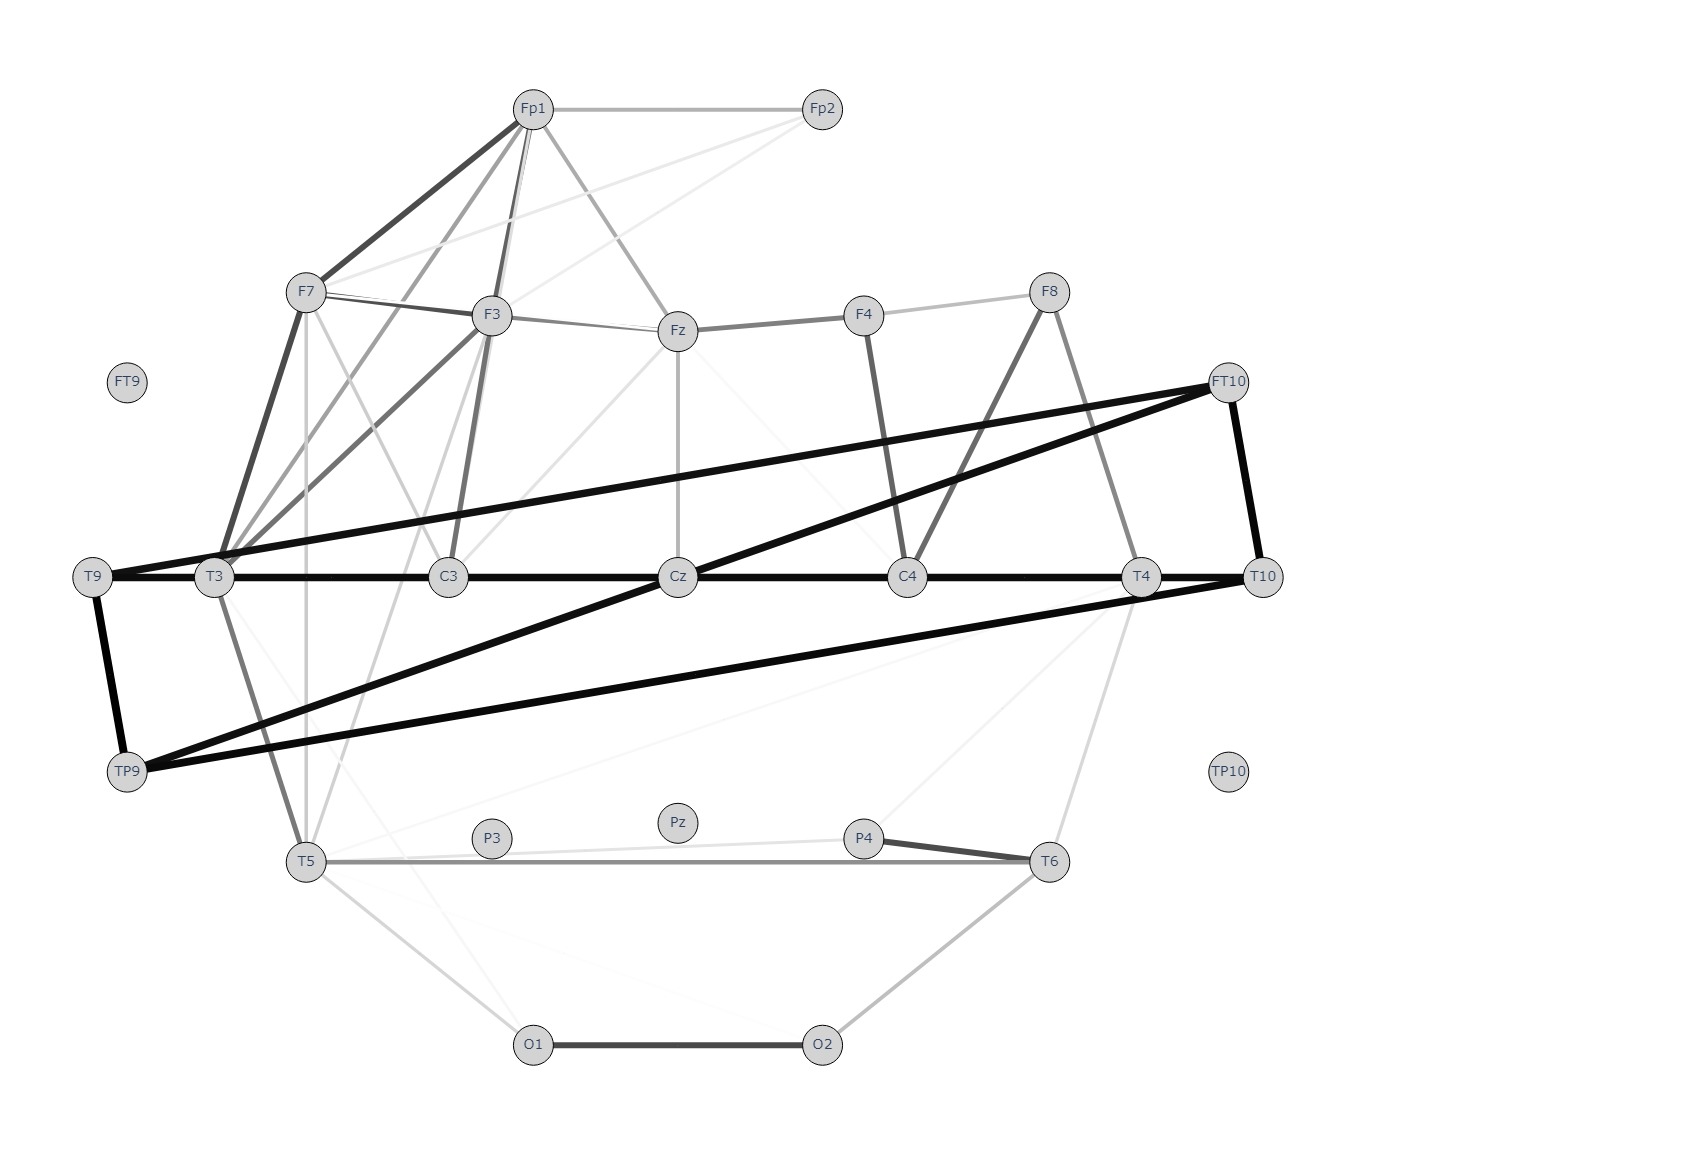 Fp1 Fp2
F7 F3 Fz F4 F8
FT9 FT10
T9 T3 C3 Cz C4 T4 T10
TP9 TP10
T5 P3 Pz P4 T6
O1 O2